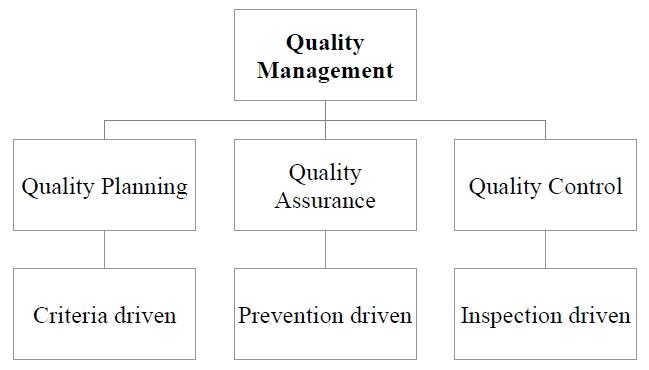 Quality
Management
Quality Planning
Quality
Assurance
Quality Control
Criteria driven
Prevention driven
Inspection driven